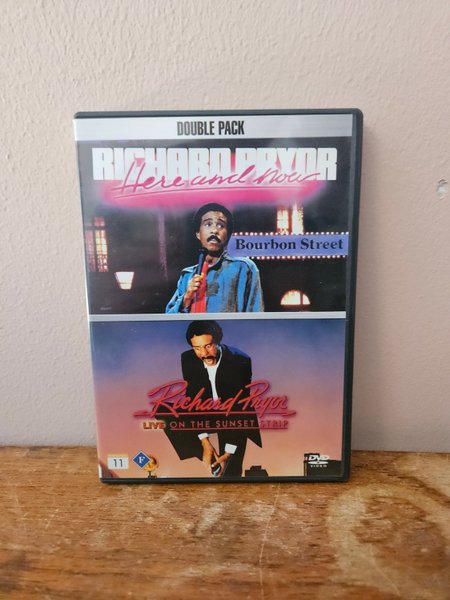 DOUBLE PACK
RICHARD PRYOR
Here and Now
Bourbon Street
Richard Pryor
LIVE ON THE SUNSET STRIP
11
F
DVD
VIDEO